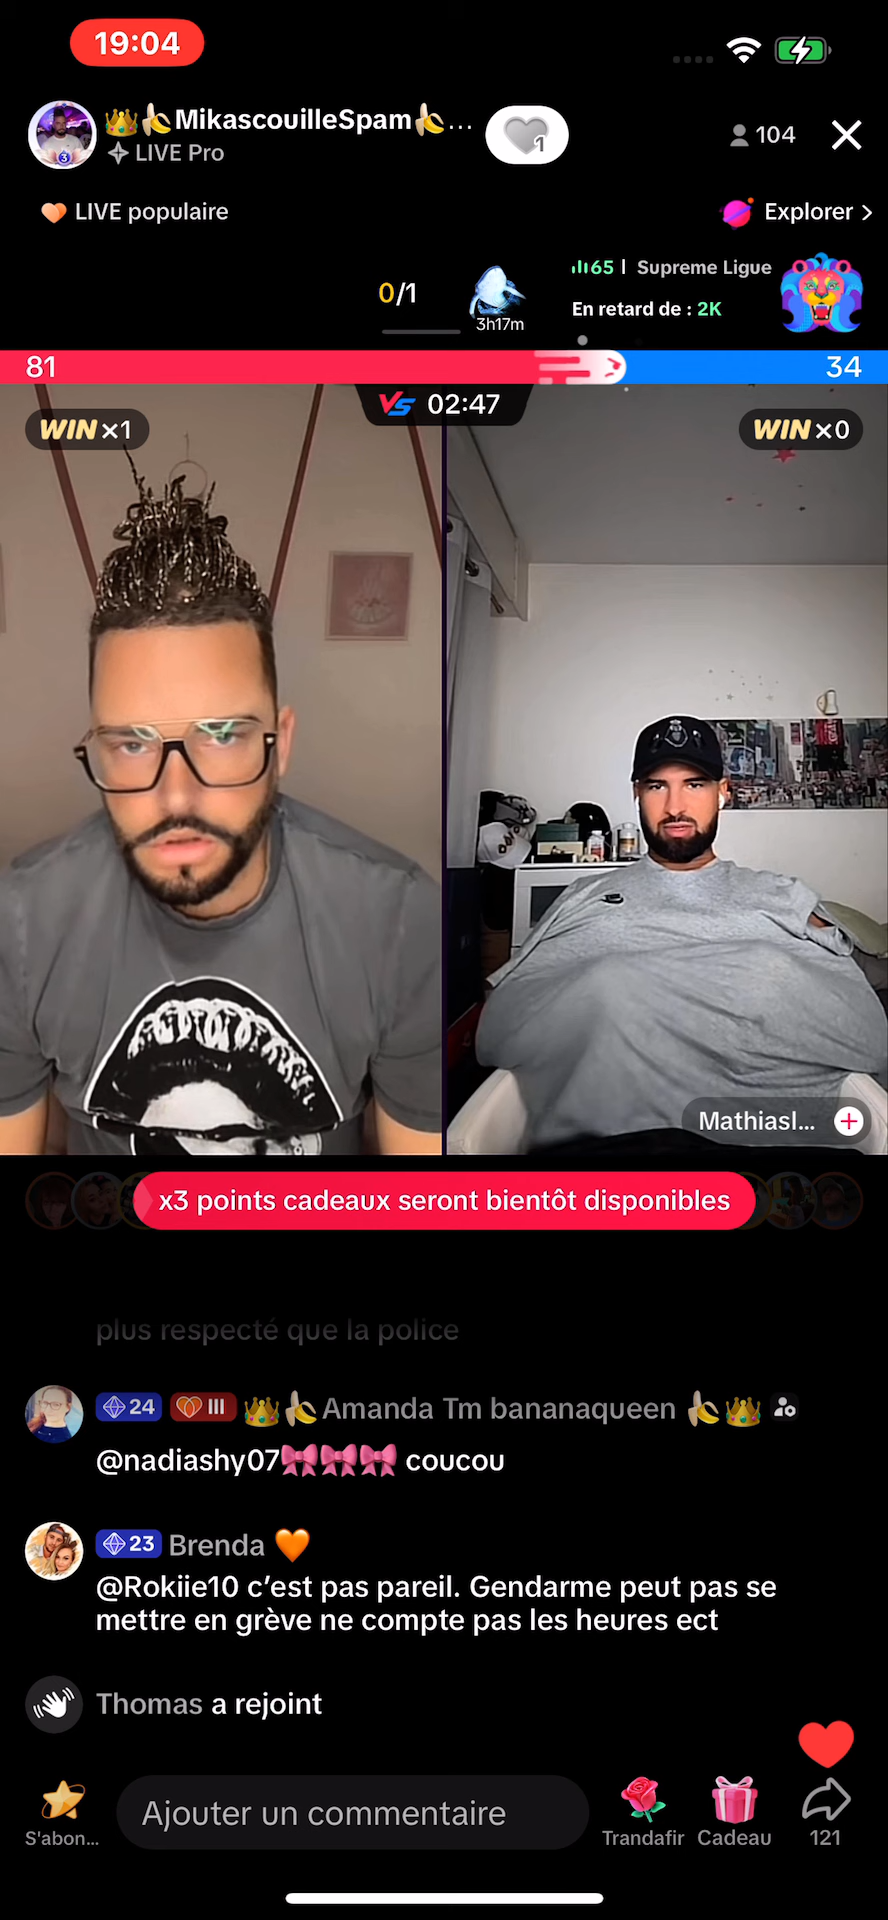 19:04
👑🍌MikascouilleSpam🍌...
LIVE Pro
1
104
LIVE populaire
Explorer >
0/1
3h17m
65 | Supreme Ligue
En retard de : 2K
81
34
VS 02:47
WIN x1
WIN x0
Mathiasl...
x3 points cadeaux seront bientôt disponibles
plus respecté que la police
24 III 👑🍌Amanda Tm bananaqueen 🍌👑
@nadiashy07🎀🎀🎀 coucou
23 Brenda 🧡
@Rokiie10 c’est pas pareil. Gendarme peut pas se
mettre en grève ne compte pas les heures ect
Thomas a rejoint
S'abon...
Ajouter un commentaire
Trandafir
Cadeau
121